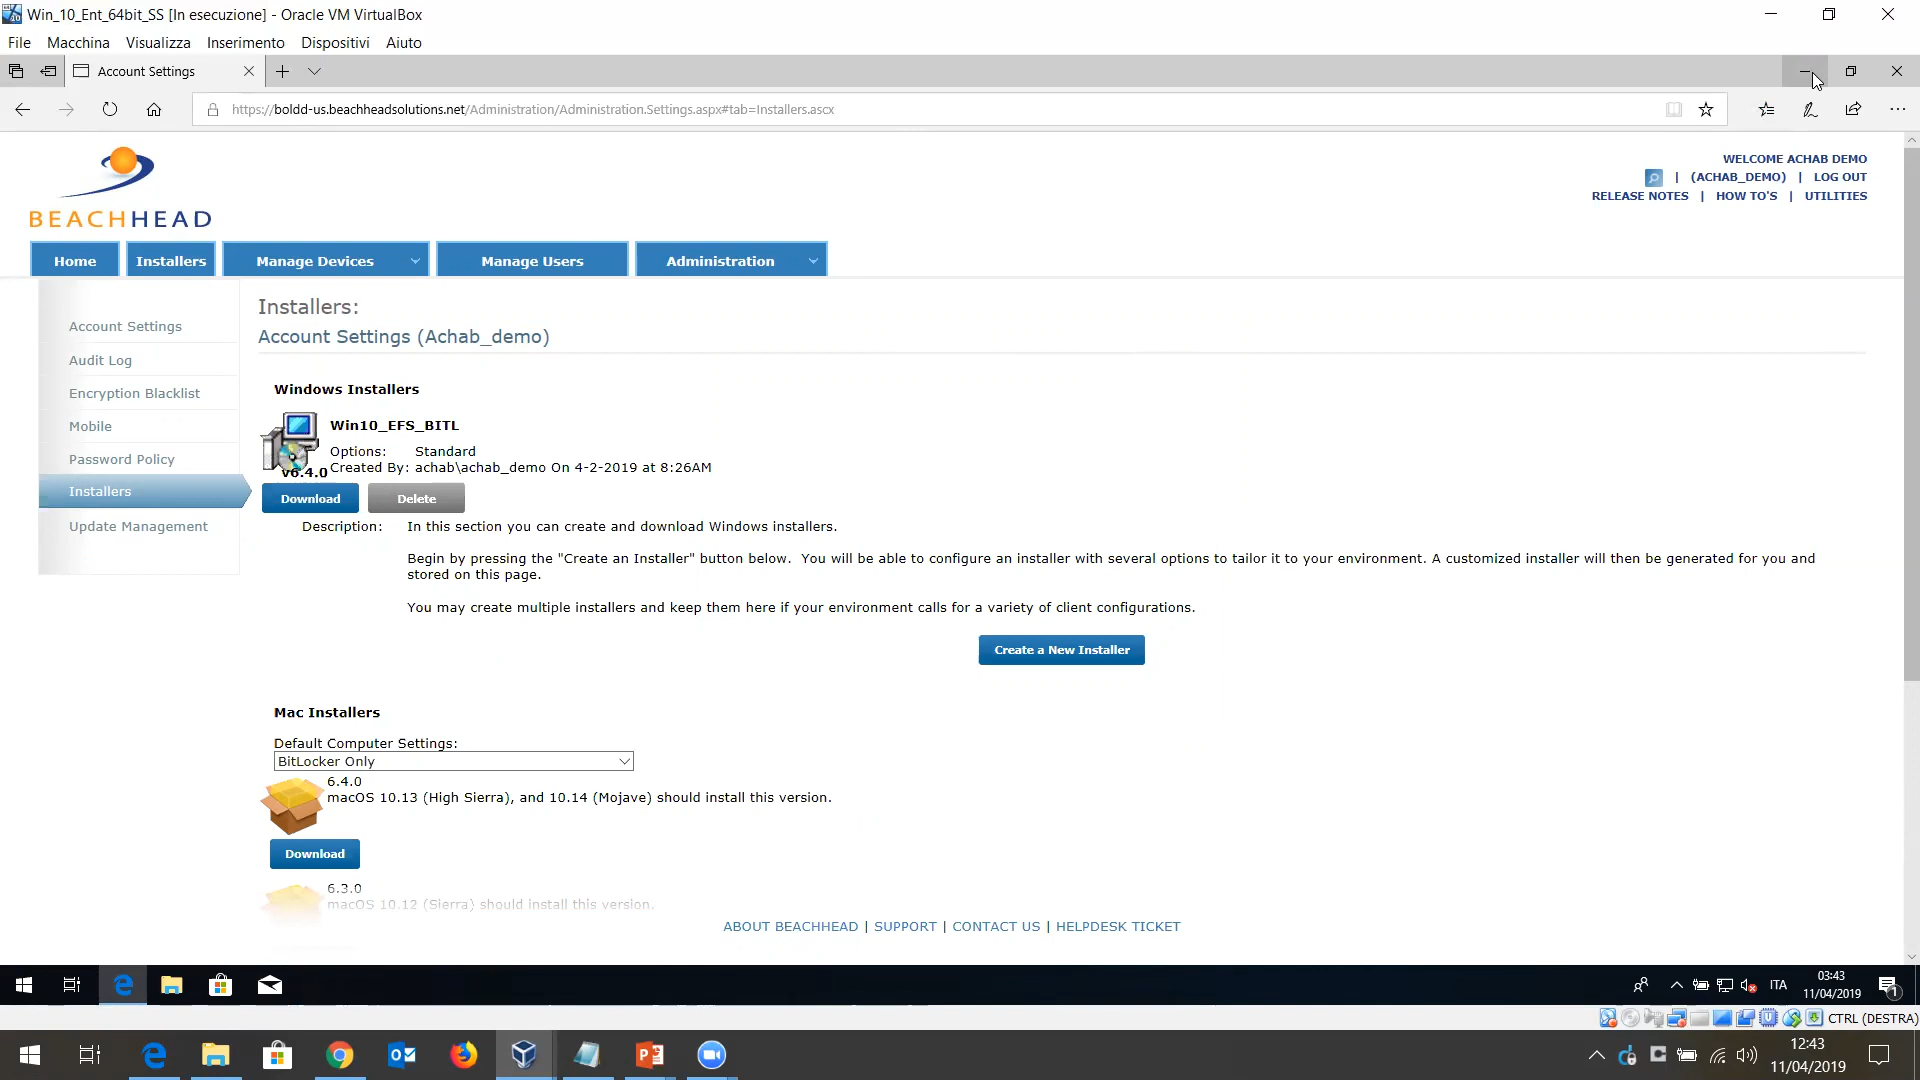 Win_10_Ent_64bit_SS [In esecuzione] - Oracle VM VirtualBox
File Macchina Visualizza Inserimento Dispositivi Aiuto
Account Settings
https://boldd-us.beachheadsolutions.net/Administration/Administration.Settings.aspx#tab=Installers.ascx
BEACHHEAD
WELCOME ACHAB DEMO
| (ACHAB_DEMO) | LOG OUT
RELEASE NOTES | HOW TO'S | UTILITIES
Home Installers Manage Devices Manage Users Administration
Account Settings
Audit Log
Encryption Blacklist
Mobile
Password Policy
Installers
Update Management
Installers:
Account Settings (Achab_demo)
Windows Installers
Win10_EFS_BITL
Options: Standard
Created By: achab\achab_demo On 4-2-2019 at 8:26AM
v6.4.0
Download Delete
Description: In this section you can create and download Windows installers.
Begin by pressing the "Create an Installer" button below. You will be able to configure an installer with several options to tailor it to your environment. A customized installer will then be generated for you and
stored on this page.
You may create multiple installers and keep them here if your environment calls for a variety of client configurations.
Create a New Installer
Mac Installers
Default Computer Settings:
BitLocker Only
6.4.0
macOS 10.13 (High Sierra), and 10.14 (Mojave) should install this version.
Download
6.3.0
macOS 10.12 (Sierra) should install this version.
ABOUT BEACHHEAD | SUPPORT | CONTACT US | HELPDESK TICKET
ITA
03:43
11/04/2019
1
CTRL (DESTRA)
12:43
11/04/2019